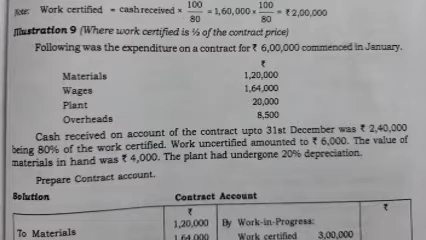 Note: Work certified = cash received × 100/80 = 1,60,000 × 100/80 = ₹ 2,00,000
Illustration 9 (Where work certified is ½ of the contract price)
Following was the expenditure on a contract for ₹ 6,00,000 commenced in January.
₹
Materials 1,20,000
Wages 1,64,000
Plant 20,000
Overheads 8,500
Cash received on account of the contract upto 31st December was ₹ 2,40,000
being 80% of the work certified. Work uncertified amounted to ₹ 6,000. The value of
materials in hand was ₹ 4,000. The plant had undergone 20% depreciation.
Prepare Contract account.
Solution Contract Account
₹ ₹
To Materials 1,20,000 By Work-in-Progress:
1,64,000 Work certified 3,00,000